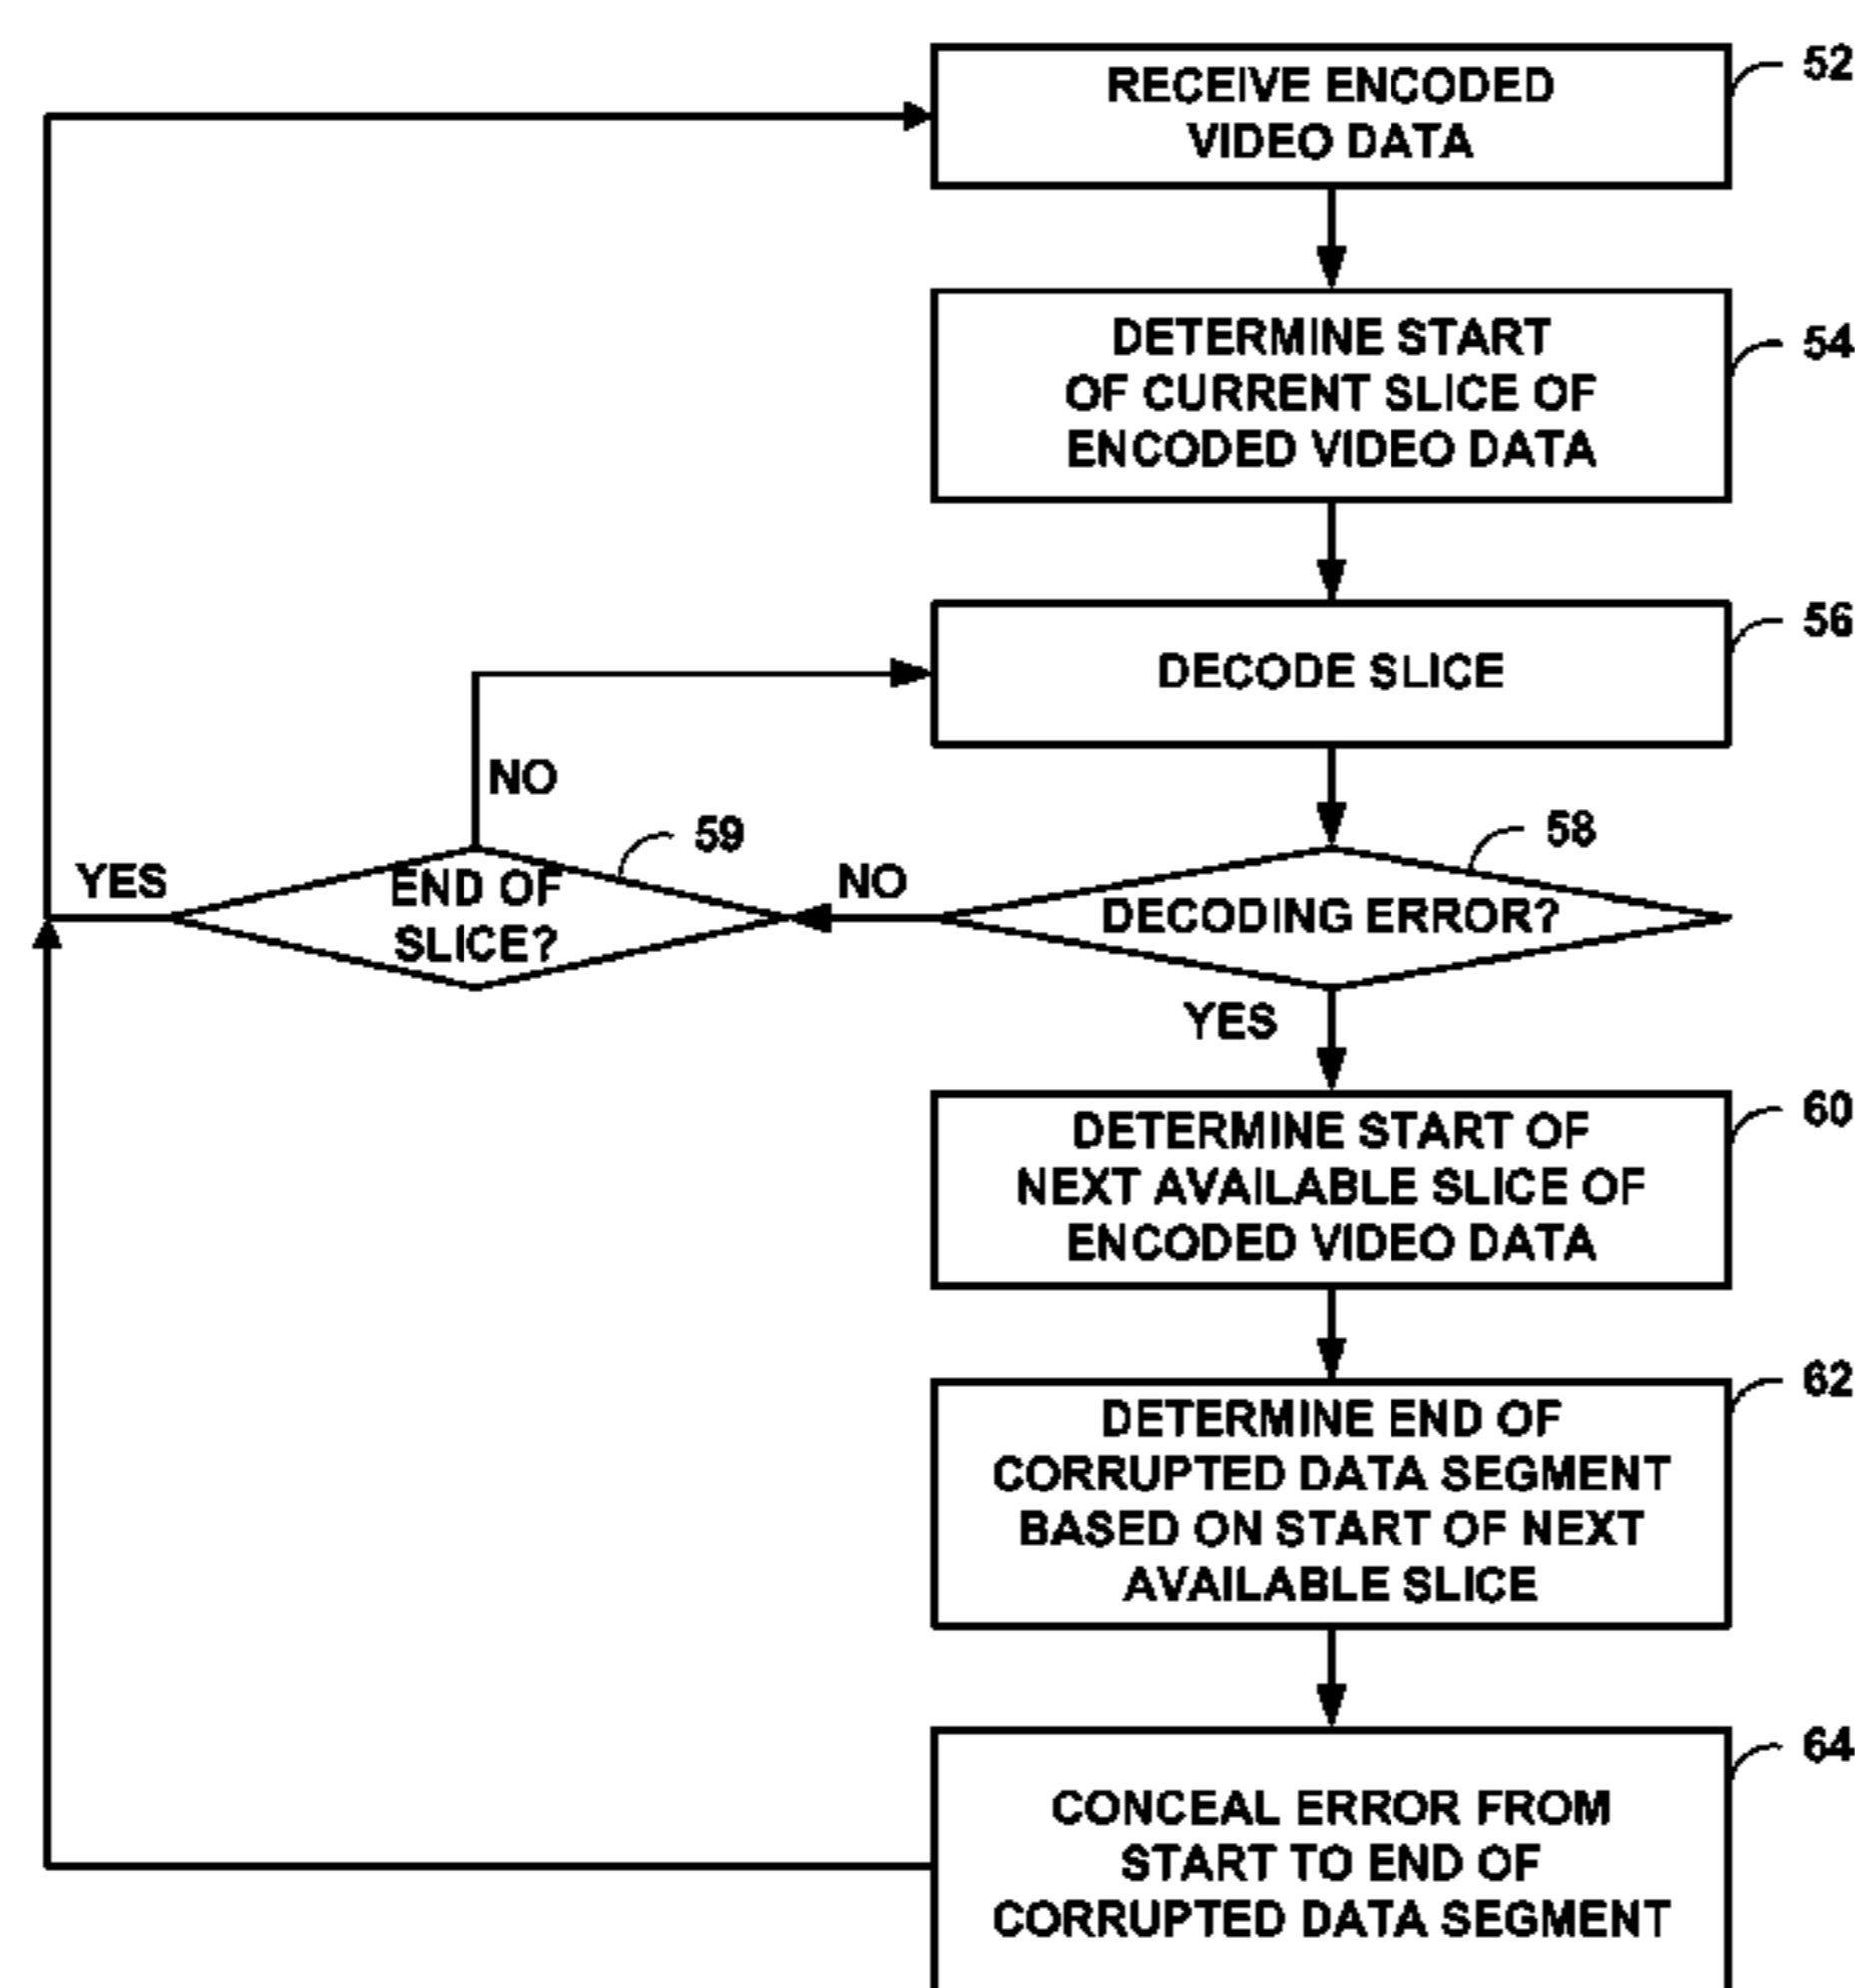 RECEIVE ENCODED
VIDEO DATA
52
DETERMINE START
OF CURRENT SLICE OF
ENCODED VIDEO DATA
54
DECODE SLICE
56
NO
59
58
YES
END OF
SLICE?
NO
DECODING ERROR?
YES
DETERMINE START OF
NEXT AVAILABLE SLICE OF
ENCODED VIDEO DATA
60
DETERMINE END OF
CORRUPTED DATA SEGMENT
BASED ON START OF NEXT
AVAILABLE SLICE
62
CONCEAL ERROR FROM
START TO END OF
CORRUPTED DATA SEGMENT
64